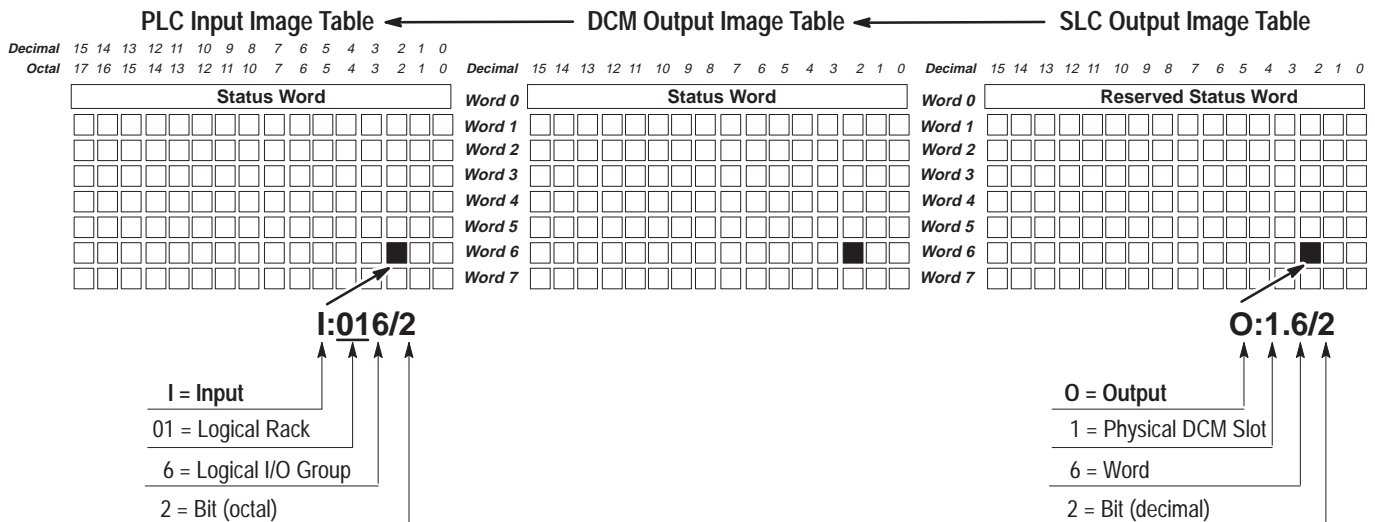 PLC Input Image Table DCM Output Image Table SLC Output Image Table
Decimal 15 14 13 12 11 10 9 8 7 6 5 4 3 2 1 0
Octal 17 16 15 14 13 12 11 10 7 6 5 4 3 2 1 0 Decimal 15 14 13 12 11 10 9 8 7 6 5 4 3 2 1 0 Decimal 15 14 13 12 11 10 9 8 7 6 5 4 3 2 1 0
Status Word Word 0 Status Word Word 0 Reserved Status Word
Word 1 Word 1
Word 2 Word 2
Word 3 Word 3
Word 4 Word 4
Word 5 Word 5
Word 6 Word 6
Word 7 Word 7
I:016/2 O:1.6/2
I = Input O = Output
01 = Logical Rack 1 = Physical DCM Slot
6 = Logical I/O Group 6 = Word
2 = Bit (octal) 2 = Bit (decimal)